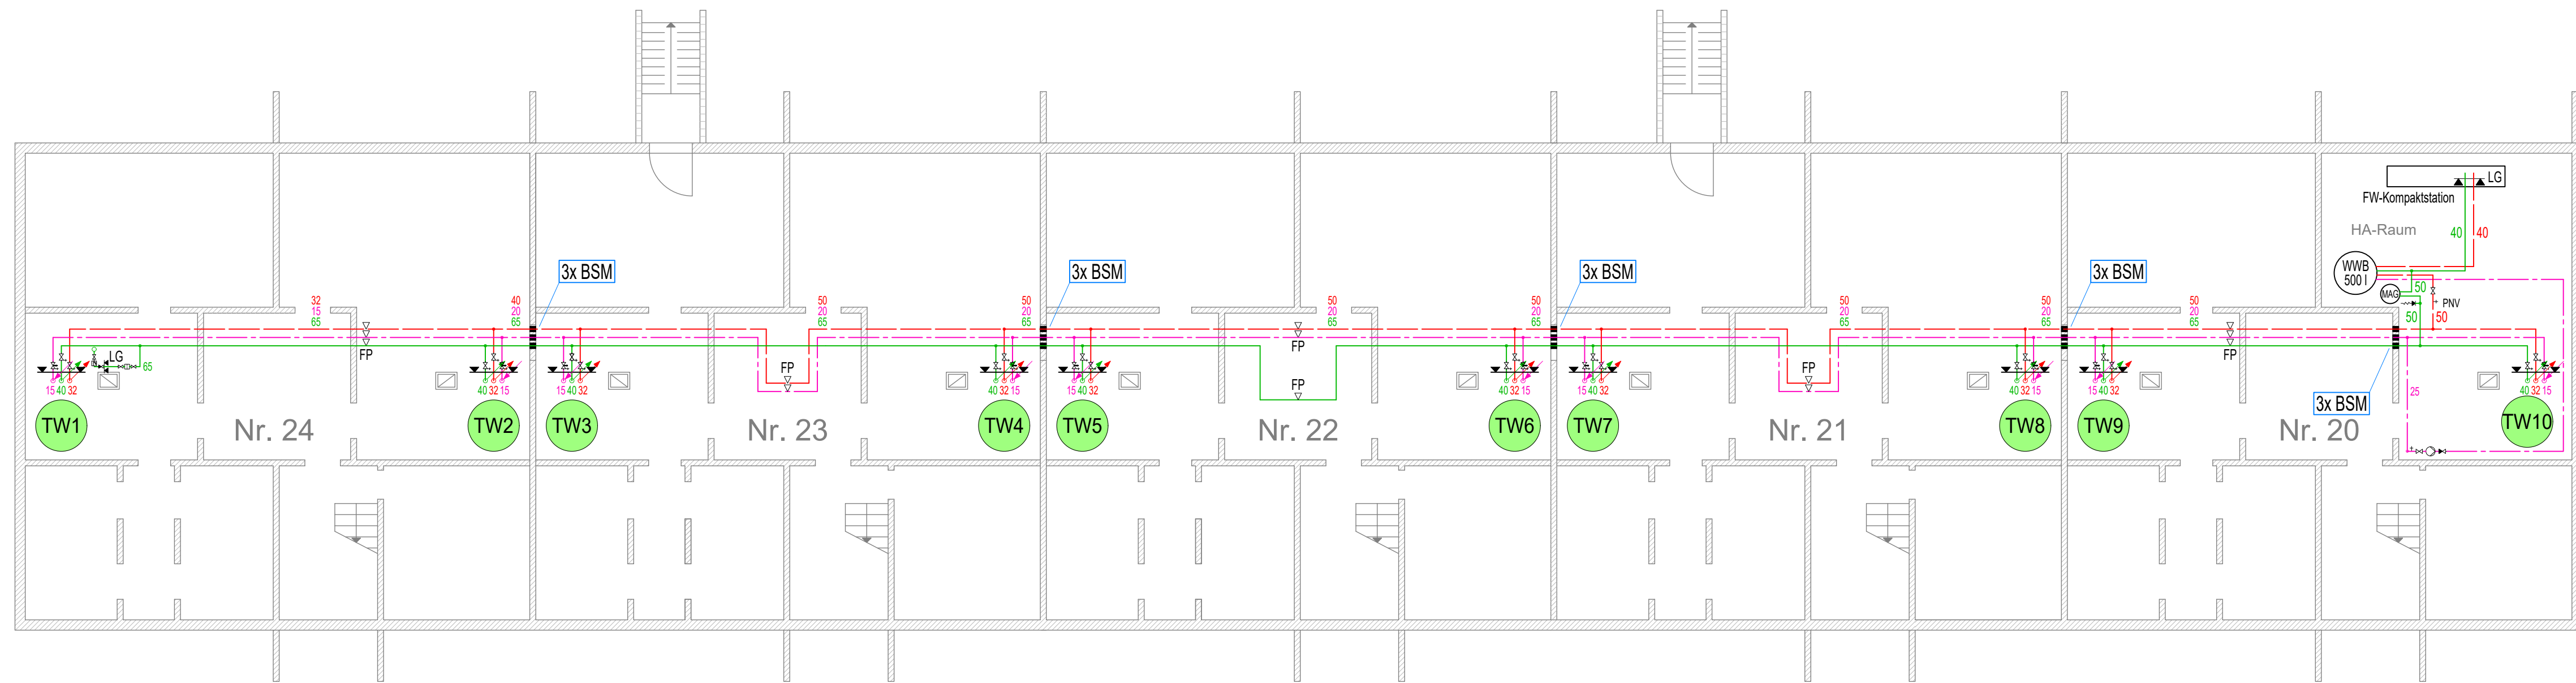 LG
FW-Kompaktstation
HA-Raum
40 40
WWB
500 l
MAG
50
PNV
50 50
3x BSM
3x BSM
3x BSM
3x BSM
3x BSM
32
15
65
40
20
65
50
20
65
50
20
65
50
20
65
50
20
65
50
20
65
50
20
65
50
20
65
FP
FP
FP
FP
FP
FP
LG
65
25
15 40 32
40 32 15
15 40 32
40 32 15
15 40 32
40 32 15
15 40 32
40 32 15
15 40 32
40 32 15
TW1
Nr. 24
TW2
TW3
Nr. 23
TW4
TW5
Nr. 22
TW6
TW7
Nr. 21
TW8
TW9
Nr. 20
TW10